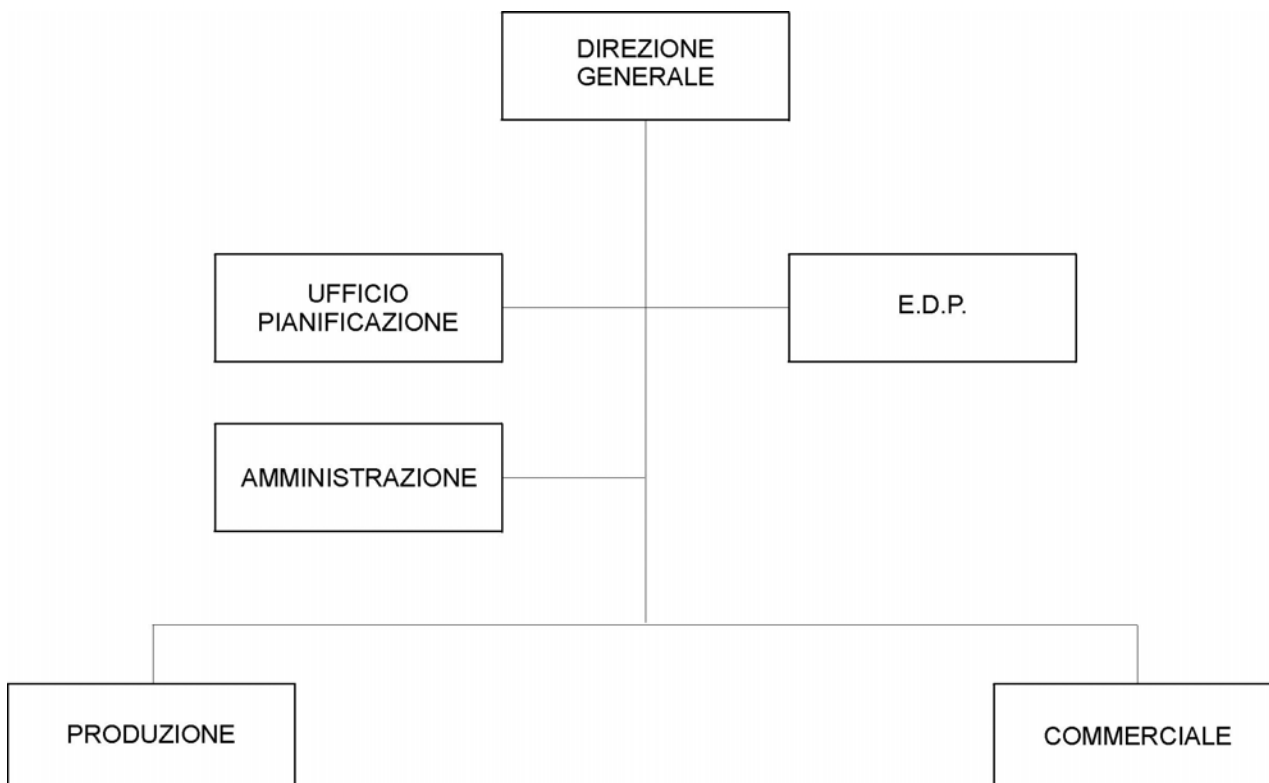 DIREZIONE
GENERALE
UFFICIO
PIANIFICAZIONE
E.D.P.
AMMINISTRAZIONE
PRODUZIONE
COMMERCIALE